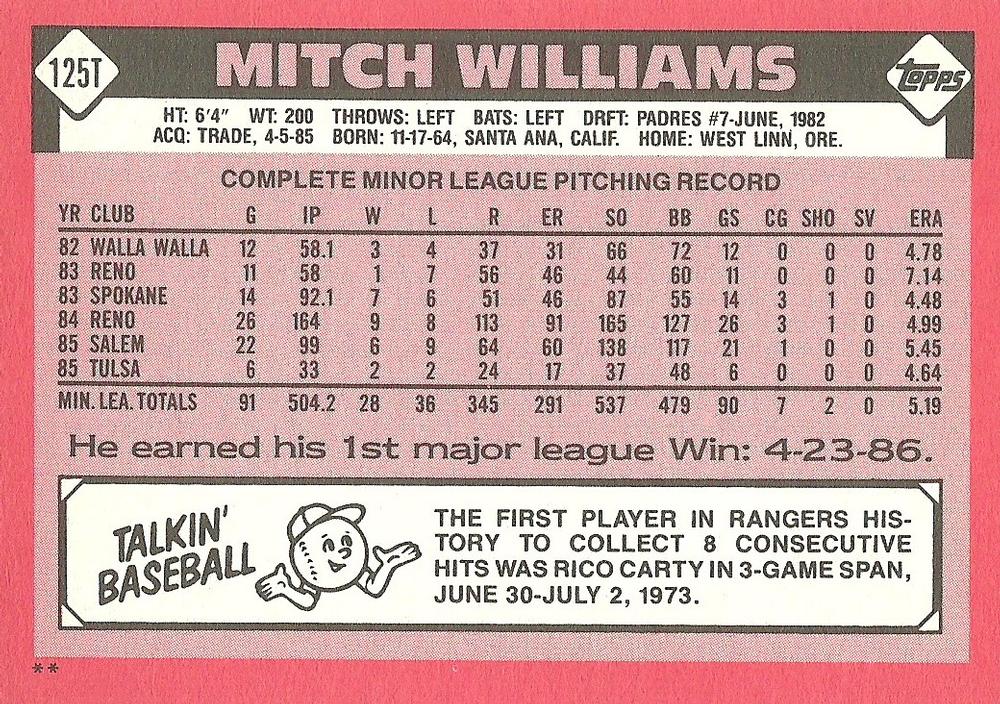 125T
MITCH WILLIAMS
Topps
HT: 6'4" WT: 200 THROWS: LEFT BATS: LEFT DRFT: PADRES #7-JUNE, 1982
ACQ: TRADE, 4-5-85 BORN: 11-17-64, SANTA ANA, CALIF. HOME: WEST LINN, ORE.
COMPLETE MINOR LEAGUE PITCHING RECORD
YR CLUB G IP W L R ER SO BB GS CG SHO SV ERA
82 WALLA WALLA 12 58.1 3 4 37 31 66 72 12 0 0 0 4.78
83 RENO 11 58 1 7 56 46 44 60 11 0 0 0 7.14
83 SPOKANE 14 92.1 7 6 51 46 87 55 14 3 1 0 4.48
84 RENO 26 164 9 8 113 91 165 127 26 3 1 0 4.99
85 SALEM 22 99 6 9 64 60 138 117 21 1 0 0 5.45
85 TULSA 6 33 2 2 24 17 37 48 6 0 0 0 4.64
MIN. LEA. TOTALS 91 504.2 28 36 345 291 537 479 90 7 2 0 5.19
He earned his 1st major league Win: 4-23-86.
TALKIN'
BASEBALL
THE FIRST PLAYER IN RANGERS HIS-
TORY TO COLLECT 8 CONSECUTIVE
HITS WAS RICO CARTY IN 3-GAME SPAN,
JUNE 30-JULY 2, 1973.
**